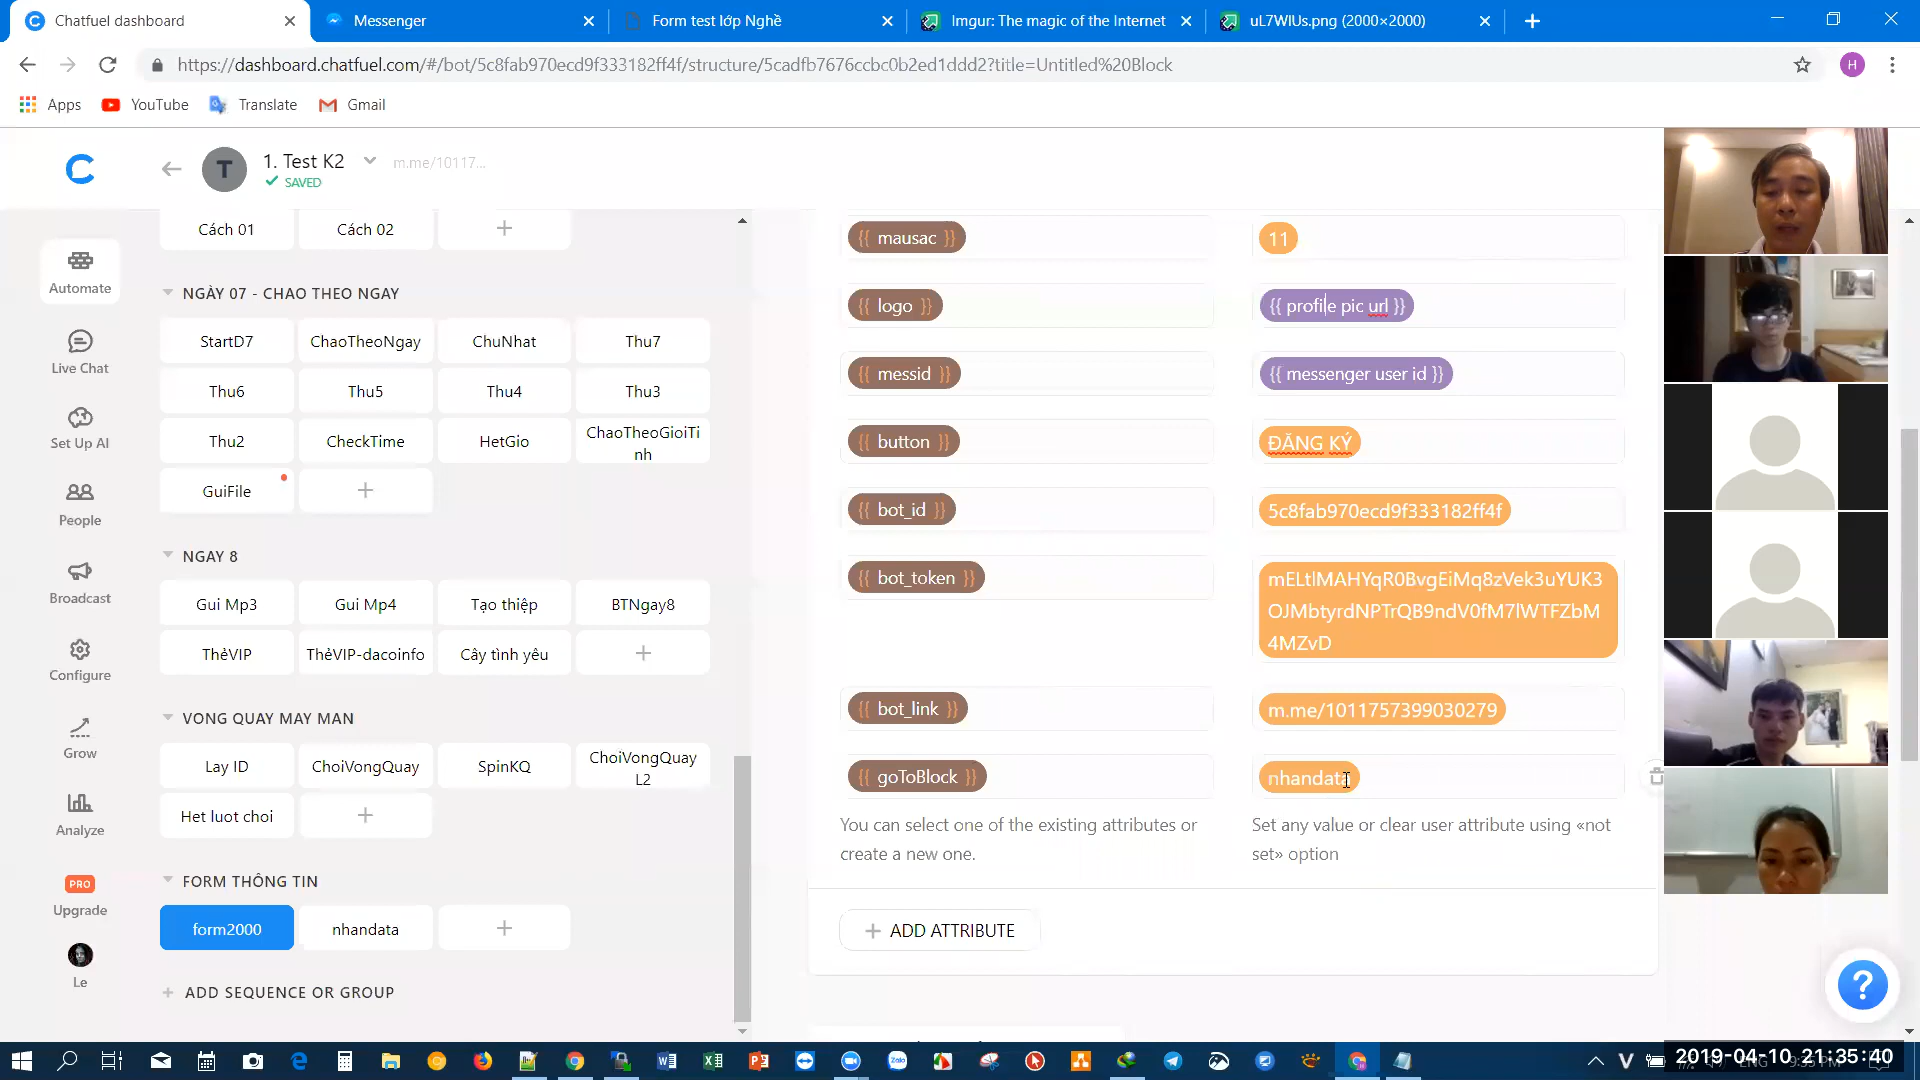 Chatfuel dashboard
Messenger
Form test lớp Nghề
Imgur: The magic of the Internet
uL7WlUs.png (2000×2000)
https://dashboard.chatfuel.com/#/bot/5c8fab970ecd9f333182ff4f/structure/5cadfb7676ccbc0b2ed1ddd2?title=Untitled%20Block
H
Apps
YouTube
Translate
Gmail
T
1. Test K2
m.me/10117...
SAVED
Automate
Live Chat
Set Up AI
People
Broadcast
Configure
Grow
Analyze
PRO
Upgrade
Le
Cách 01
Cách 02
NGÀY 07 - CHAO THEO NGAY
StartD7
ChaoTheoNgay
ChuNhat
Thu7
Thu6
Thu5
Thu4
Thu3
Thu2
CheckTime
HetGio
ChaoTheoGioiTi
nh
GuiFile
NGAY 8
Gui Mp3
Gui Mp4
Tạo thiệp
BTNgay8
ThẻVIP
ThẻVIP-dacoinfo
Cây tình yêu
VONG QUAY MAY MAN
Lay ID
ChoiVongQuay
SpinKQ
ChoiVongQuay
L2
Het luot choi
FORM THÔNG TIN
form2000
nhandata
ADD SEQUENCE OR GROUP
{{ mausac }}
11
{{ logo }}
{{ profile pic url }}
{{ messid }}
{{ messenger user id }}
{{ button }}
ĐĂNG KÝ
{{ bot_id }}
5c8fab970ecd9f333182ff4f
{{ bot_token }}
mELtlMAHYqR0BvgEiMq8zVek3uYUK3
OJMbtyrdNPTrQB9ndV0fM7lWTFZbM
4MZvD
{{ bot_link }}
m.me/1011757399030279
{{ goToBlock }}
nhandata
You can select one of the existing attributes or
create a new one.
Set any value or clear user attribute using «not
set» option
ADD ATTRIBUTE
?
2019-04-10 21:35:40